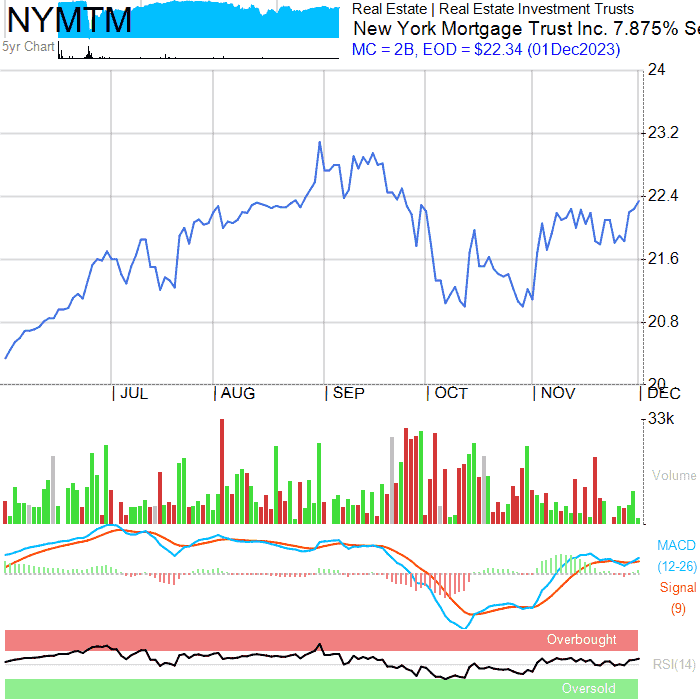 NYMTM
Real Estate | Real Estate Investment Trusts
New York Mortgage Trust Inc. 7.875% Se
5yr Chart
MC = 2B, EOD = $22.34 (01Dec2023)
24
23.2
22.4
21.6
20.8
20
JUL AUG SEP OCT NOV DEC
33k
Volume
MACD
(12-26)
Signal
(9)
Overbought
RSI(14)
Oversold